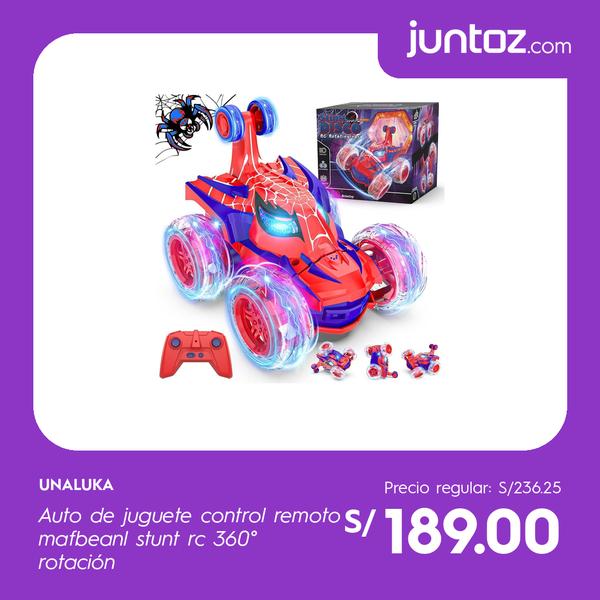 juntoz.com
DISCO
UNALUKA
Precio regular: S/236.25
Auto de juguete control remoto
mafbeanl stunt rc 360°
rotación
S/ 189.00